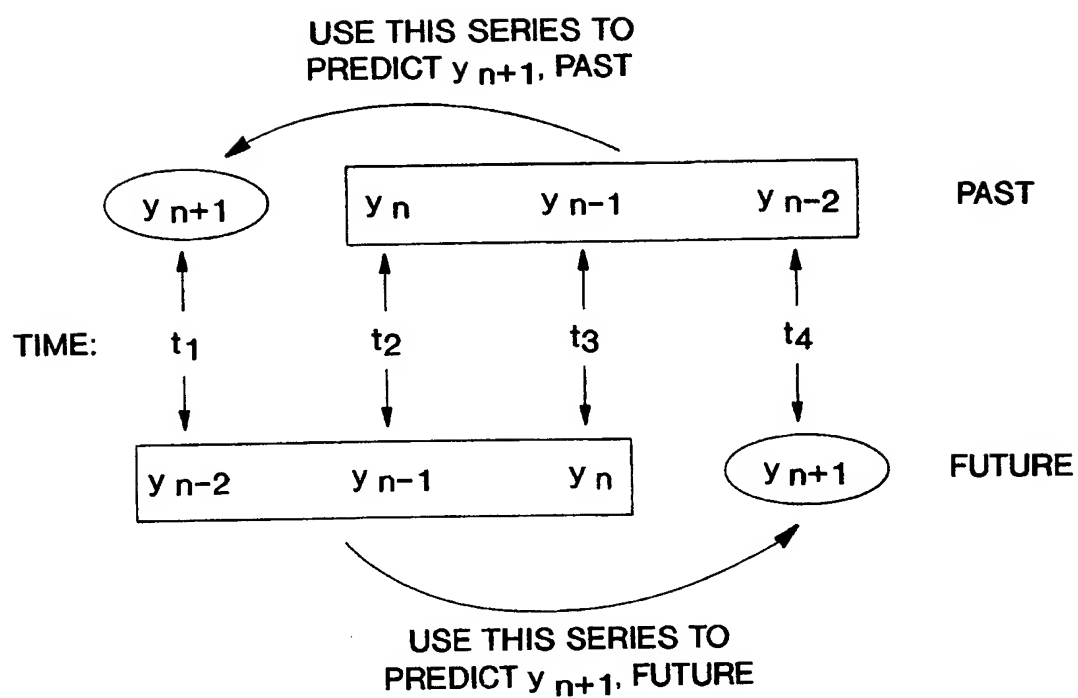 USE THIS SERIES TO
PREDICT y n+1, PAST
y n+1 y n y n-1 y n-2 PAST
TIME: t1 t2 t3 t4
y n-2 y n-1 y n y n+1 FUTURE
USE THIS SERIES TO
PREDICT y n+1, FUTURE